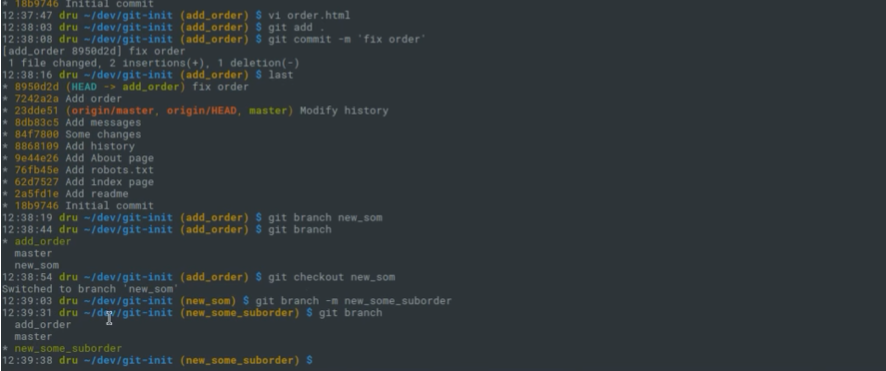 * 18b9746 Initial commit
12:37:47 dru ~/dev/git-init (add_order) $ vi order.html
12:38:03 dru ~/dev/git-init (add_order) $ git add .
12:38:08 dru ~/dev/git-init (add_order) $ git commit -m 'fix order'
[add_order 8950d2d] fix order
1 file changed, 2 insertions(+), 1 deletion(-)
12:38:16 dru ~/dev/git-init (add_order) $ last
* 8950d2d (HEAD -> add_order) fix order
* 7242a2a Add order
* 23dde51 (origin/master, origin/HEAD, master) Modify history
* 8db83c5 Add messages
* 84f7800 Some changes
* 8868109 Add history
* 9e44e26 Add About page
* 76fb45e Add robots.txt
* 62d7527 Add index page
* 2a5fd1e Add readme
* 18b9746 Initial commit
12:38:19 dru ~/dev/git-init (add_order) $ git branch new_som
12:38:44 dru ~/dev/git-init (add_order) $ git branch
* add_order
master
new_som
12:38:54 dru ~/dev/git-init (add_order) $ git checkout new_som
Switched to branch 'new_som'
12:39:03 dru ~/dev/git-init (new_som) $ git branch -m new_some_suborder
12:39:31 dru ~/dev/git-init (new_some_suborder) $ git branch
add_order
master
* new_some_suborder
12:39:38 dru ~/dev/git-init (new_some_suborder) $